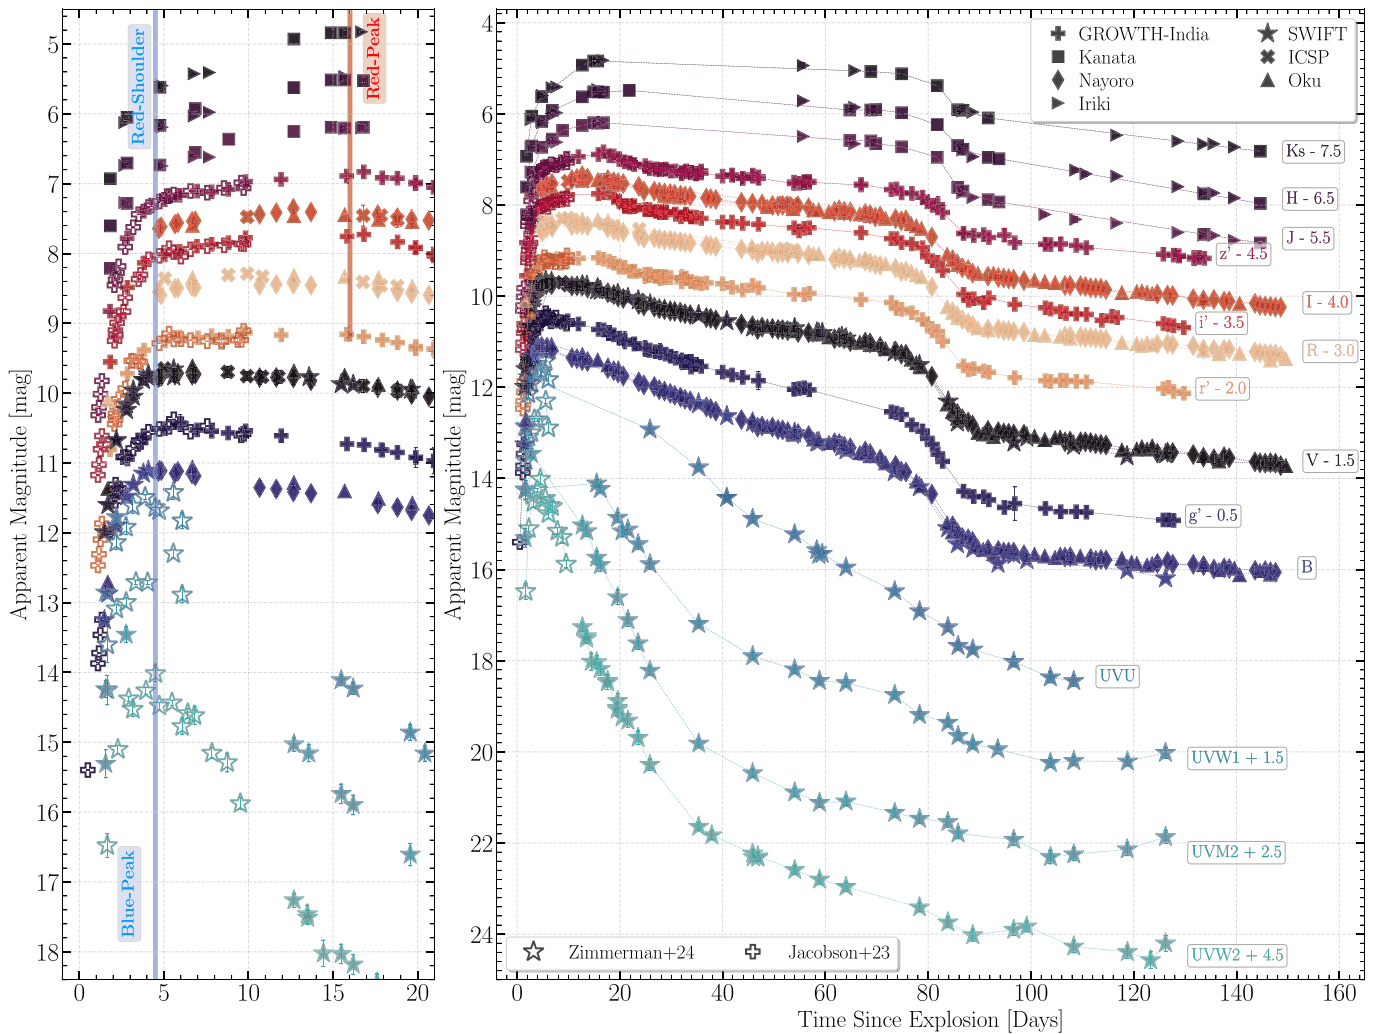 Red-Shoulder
Red-Peak
Blue-Peak
5
6
7
8
9
10
11
12
13
14
15
16
17
18
0 5 10 15 20
Apparent Magnitude [mag]
4
6
8
10
12
14
16
18
20
22
24
0 20 40 60 80 100 120 140 160
Apparent Magnitude [mag]
Time Since Explosion [Days]
GROWTH-India SWIFT
Kanata ICSP
Nayoro Oku
Iriki
Ks - 7.5
H - 6.5
J - 5.5
z' - 4.5
I - 4.0
i' - 3.5
R - 3.0
r' - 2.0
V - 1.5
g' - 0.5
B
UVU
UVW1 + 1.5
UVM2 + 2.5
UVW2 + 4.5
Zimmerman+24 Jacobson+23